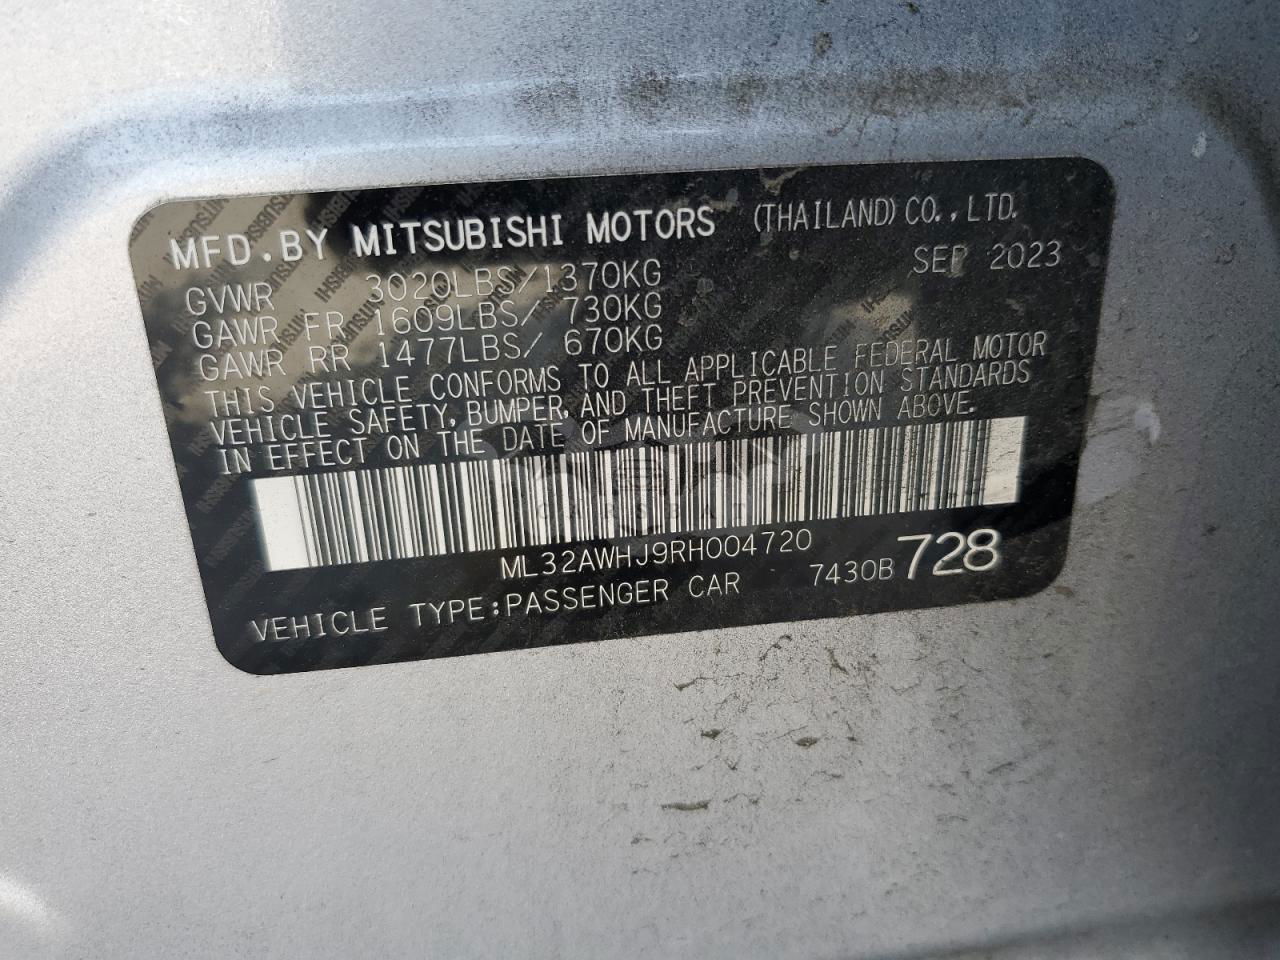 MFD.BY MITSUBISHI MOTORS (THAILAND) CO.,LTD.
SEP 2023
GVWR 3020LBS/1370KG
GAWR FR 1609LBS/ 730KG
GAWR RR 1477LBS/ 670KG
THIS VEHICLE CONFORMS TO ALL APPLICABLE FEDERAL MOTOR
VEHICLE SAFETY, BUMPER, AND THEFT PREVENTION STANDARDS
IN EFFECT ON THE DATE OF MANUFACTURE SHOWN ABOVE.
ML32AWHJ9RH004720
VEHICLE TYPE:PASSENGER CAR 7430B 728